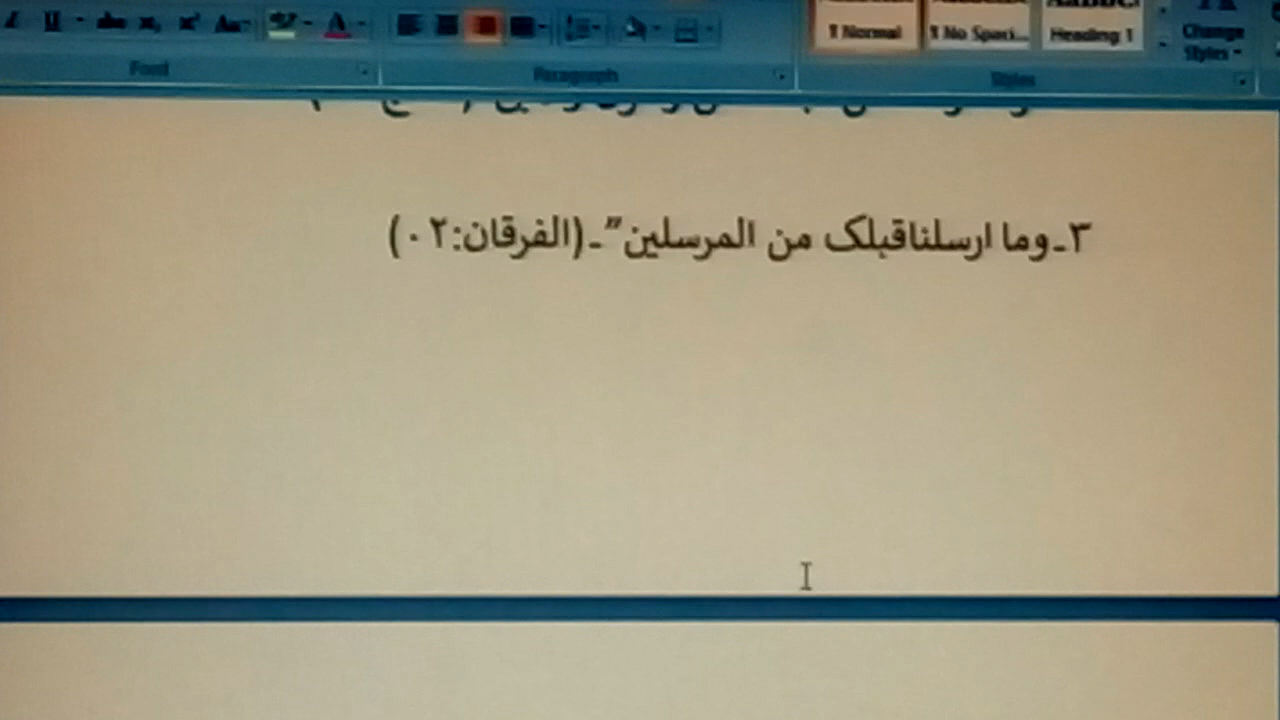 Font
Paragraph
Styles
¶ Normal
¶ No Spaci...
Heading 1
Change
Styles
٣۔وما ارسلناقبلک من المرسلین”۔(الفرقان:٢٠)